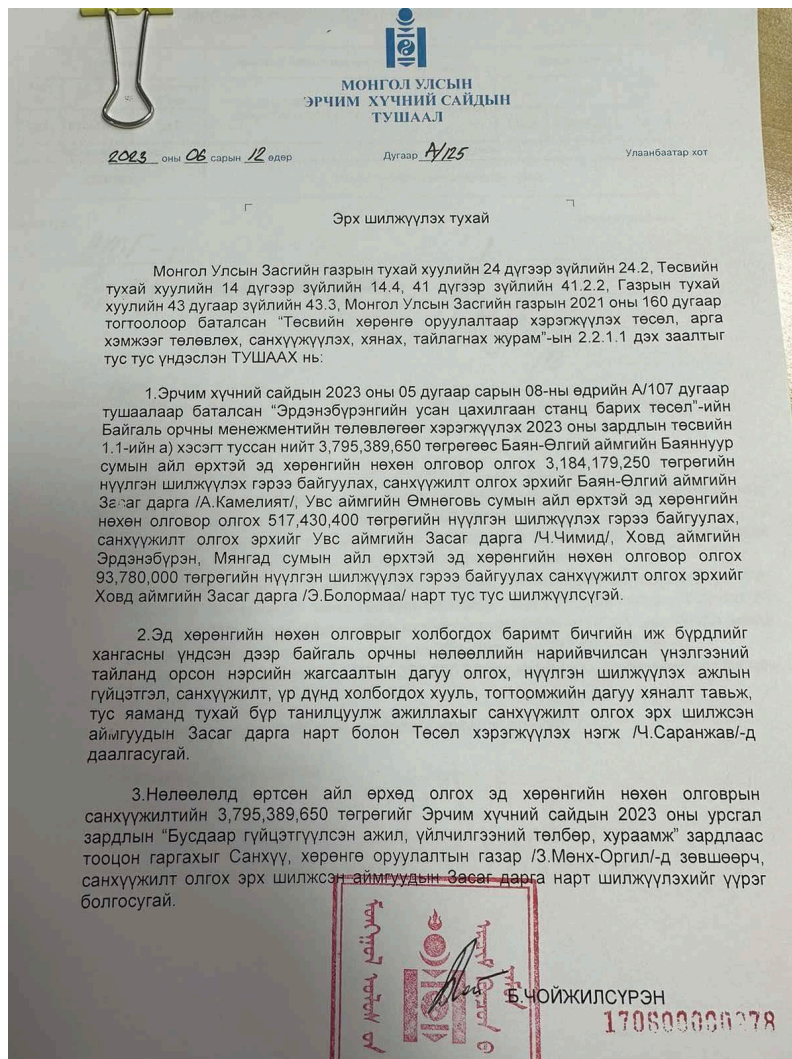 МОНГОЛ УЛСЫН
ЭРЧИМ ХҮЧНИЙ САЙДЫН
ТУШААЛ
2023 оны 06 сарын 12 өдөр Дугаар А/125 Улаанбаатар хот
Эрх шилжүүлэх тухай
Монгол Улсын Засгийн газрын тухай хуулийн 24 дүгээр зүйлийн 24.2, Төсвийн
тухай хуулийн 14 дүгээр зүйлийн 14.4, 41 дүгээр зүйлийн 41.2.2, Газрын тухай
хуулийн 43 дугаар зүйлийн 43.3, Монгол Улсын Засгийн газрын 2021 оны 160 дугаар
тогтоолоор баталсан “Төсвийн хөрөнгө оруулалтаар хэрэгжүүлэх төсөл, арга
хэмжээг төлөвлөх, санхүүжүүлэх, хянах, тайлагнах журам”-ын 2.2.1.1 дэх заалтыг
тус тус үндэслэн ТУШААХ нь:
1.Эрчим хүчний сайдын 2023 оны 05 дугаар сарын 08-ны өдрийн А/107 дугаар
тушаалаар баталсан “Эрдэнэбүрэнгийн усан цахилгаан станц барих төсөл”-ийн
Байгаль орчны менежментийн төлөвлөгөөг хэрэгжүүлэх 2023 оны зардлын төсвийн
1.1-ийн а) хэсэгт туссан нийт 3,795,389,650 төгрөгөөс Баян-Өлгий аймгийн Баяннуур
сумын айл өрхтэй эд хөрөнгийн нөхөн олговор олгох 3,184,179,250 төгрөгийн
нүүлгэн шилжүүлэх гэрээ байгуулах, санхүүжилт олгох эрхийг Баян-Өлгий аймгийн
Засаг дарга /А.Камелият/, Увс аймгийн Өмнөговь сумын айл өрхтэй эд хөрөнгийн
нөхөн олговор олгох 517,430,400 төгрөгийн нүүлгэн шилжүүлэх гэрээ байгуулах,
санхүүжилт олгох эрхийг Увс аймгийн Засаг дарга /Ч.Чимид/, Ховд аймгийн
Эрдэнэбүрэн, Мянгад сумын айл өрхтэй эд хөрөнгийн нөхөн олговор олгох
93,780,000 төгрөгийн нүүлгэн шилжүүлэх гэрээ байгуулах санхүүжилт олгох эрхийг
Ховд аймгийн Засаг дарга /Э.Болормаа/ нарт тус тус шилжүүлсүгэй.
2.Эд хөрөнгийн нөхөн олговрыг холбогдох баримт бичгийн иж бүрдлийг
хангасны үндсэн дээр байгаль орчны нөлөөллийн нарийвчилсан үнэлгээний
тайланд орсон нэрсийн жагсаалтын дагуу олгох, нүүлгэн шилжүүлэх ажлын
гүйцэтгэл, санхүүжилт, үр дүнд холбогдох хууль, тогтоомжийн дагуу хяналт тавьж,
тус яаманд тухай бүр танилцуулж ажиллахыг санхүүжилт олгох эрх шилжсэн
аймгуудын Засаг дарга нарт болон Төсөл хэрэгжүүлэх нэгж /Ч.Саранжав/-д
даалгасугай.
3.Нөлөөлөлд өртсөн айл өрхөд олгох эд хөрөнгийн нөхөн олговрын
санхүүжилтийн 3,795,389,650 төгрөгийг Эрчим хүчний сайдын 2023 оны урсгал
зардлын “Бусдаар гүйцэтгүүлсэн ажил, үйлчилгээний төлбөр, хураамж” зардлаас
тооцон гаргахыг Санхүү, хөрөнгө оруулалтын газар /З.Мөнх-Оргил/-д зөвшөөрч,
санхүүжилт олгох эрх шилжсэн аймгуудын Засаг дарга нарт шилжүүлэхийг үүрэг
болгосугай.
Б.ЧОЙЖИЛСҮРЭН